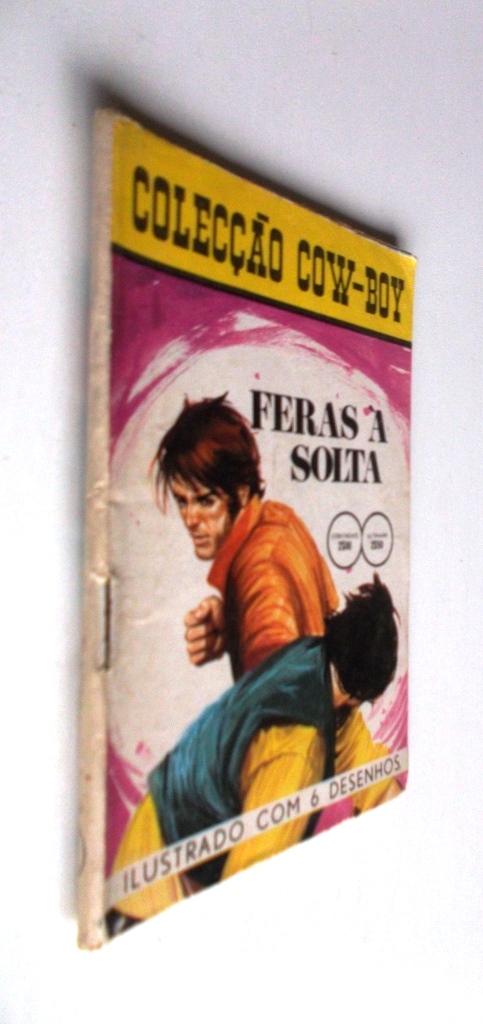 COLECÇÃO COW-BOY
FERAS À
SOLTA
ILUSTRADO COM 6 DESENHOS